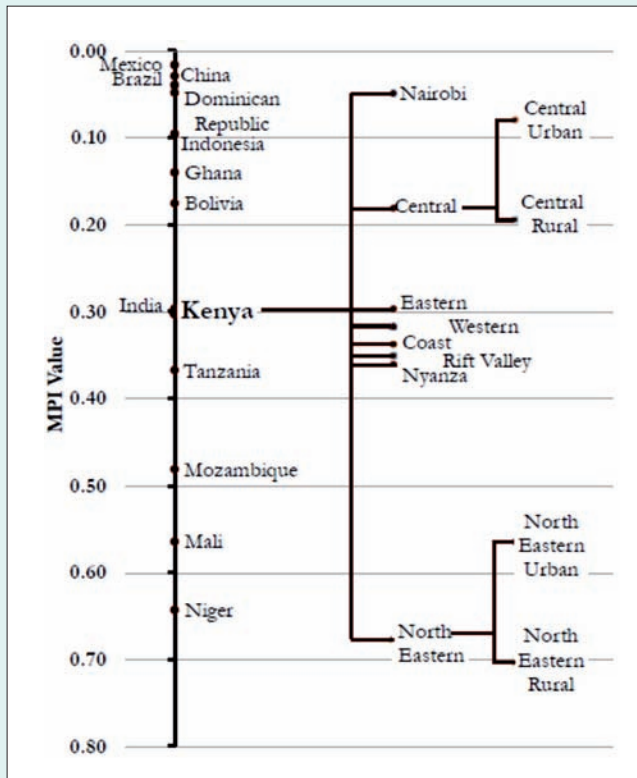 0.00
Mexico
Brazil
China
Dominican
Republic
0.10
Indonesia
Ghana
Bolivia
0.20
India
0.30
Kenya
Tanzania
0.40
Mozambique
0.50
Mali
0.60
Niger
0.70
0.80
MPI Value
Nairobi
Central
Central
Urban
Central
Rural
Eastern
Western
Coast
Rift Valley
Nyanza
North
Eastern
North
Eastern
Urban
North
Eastern
Rural